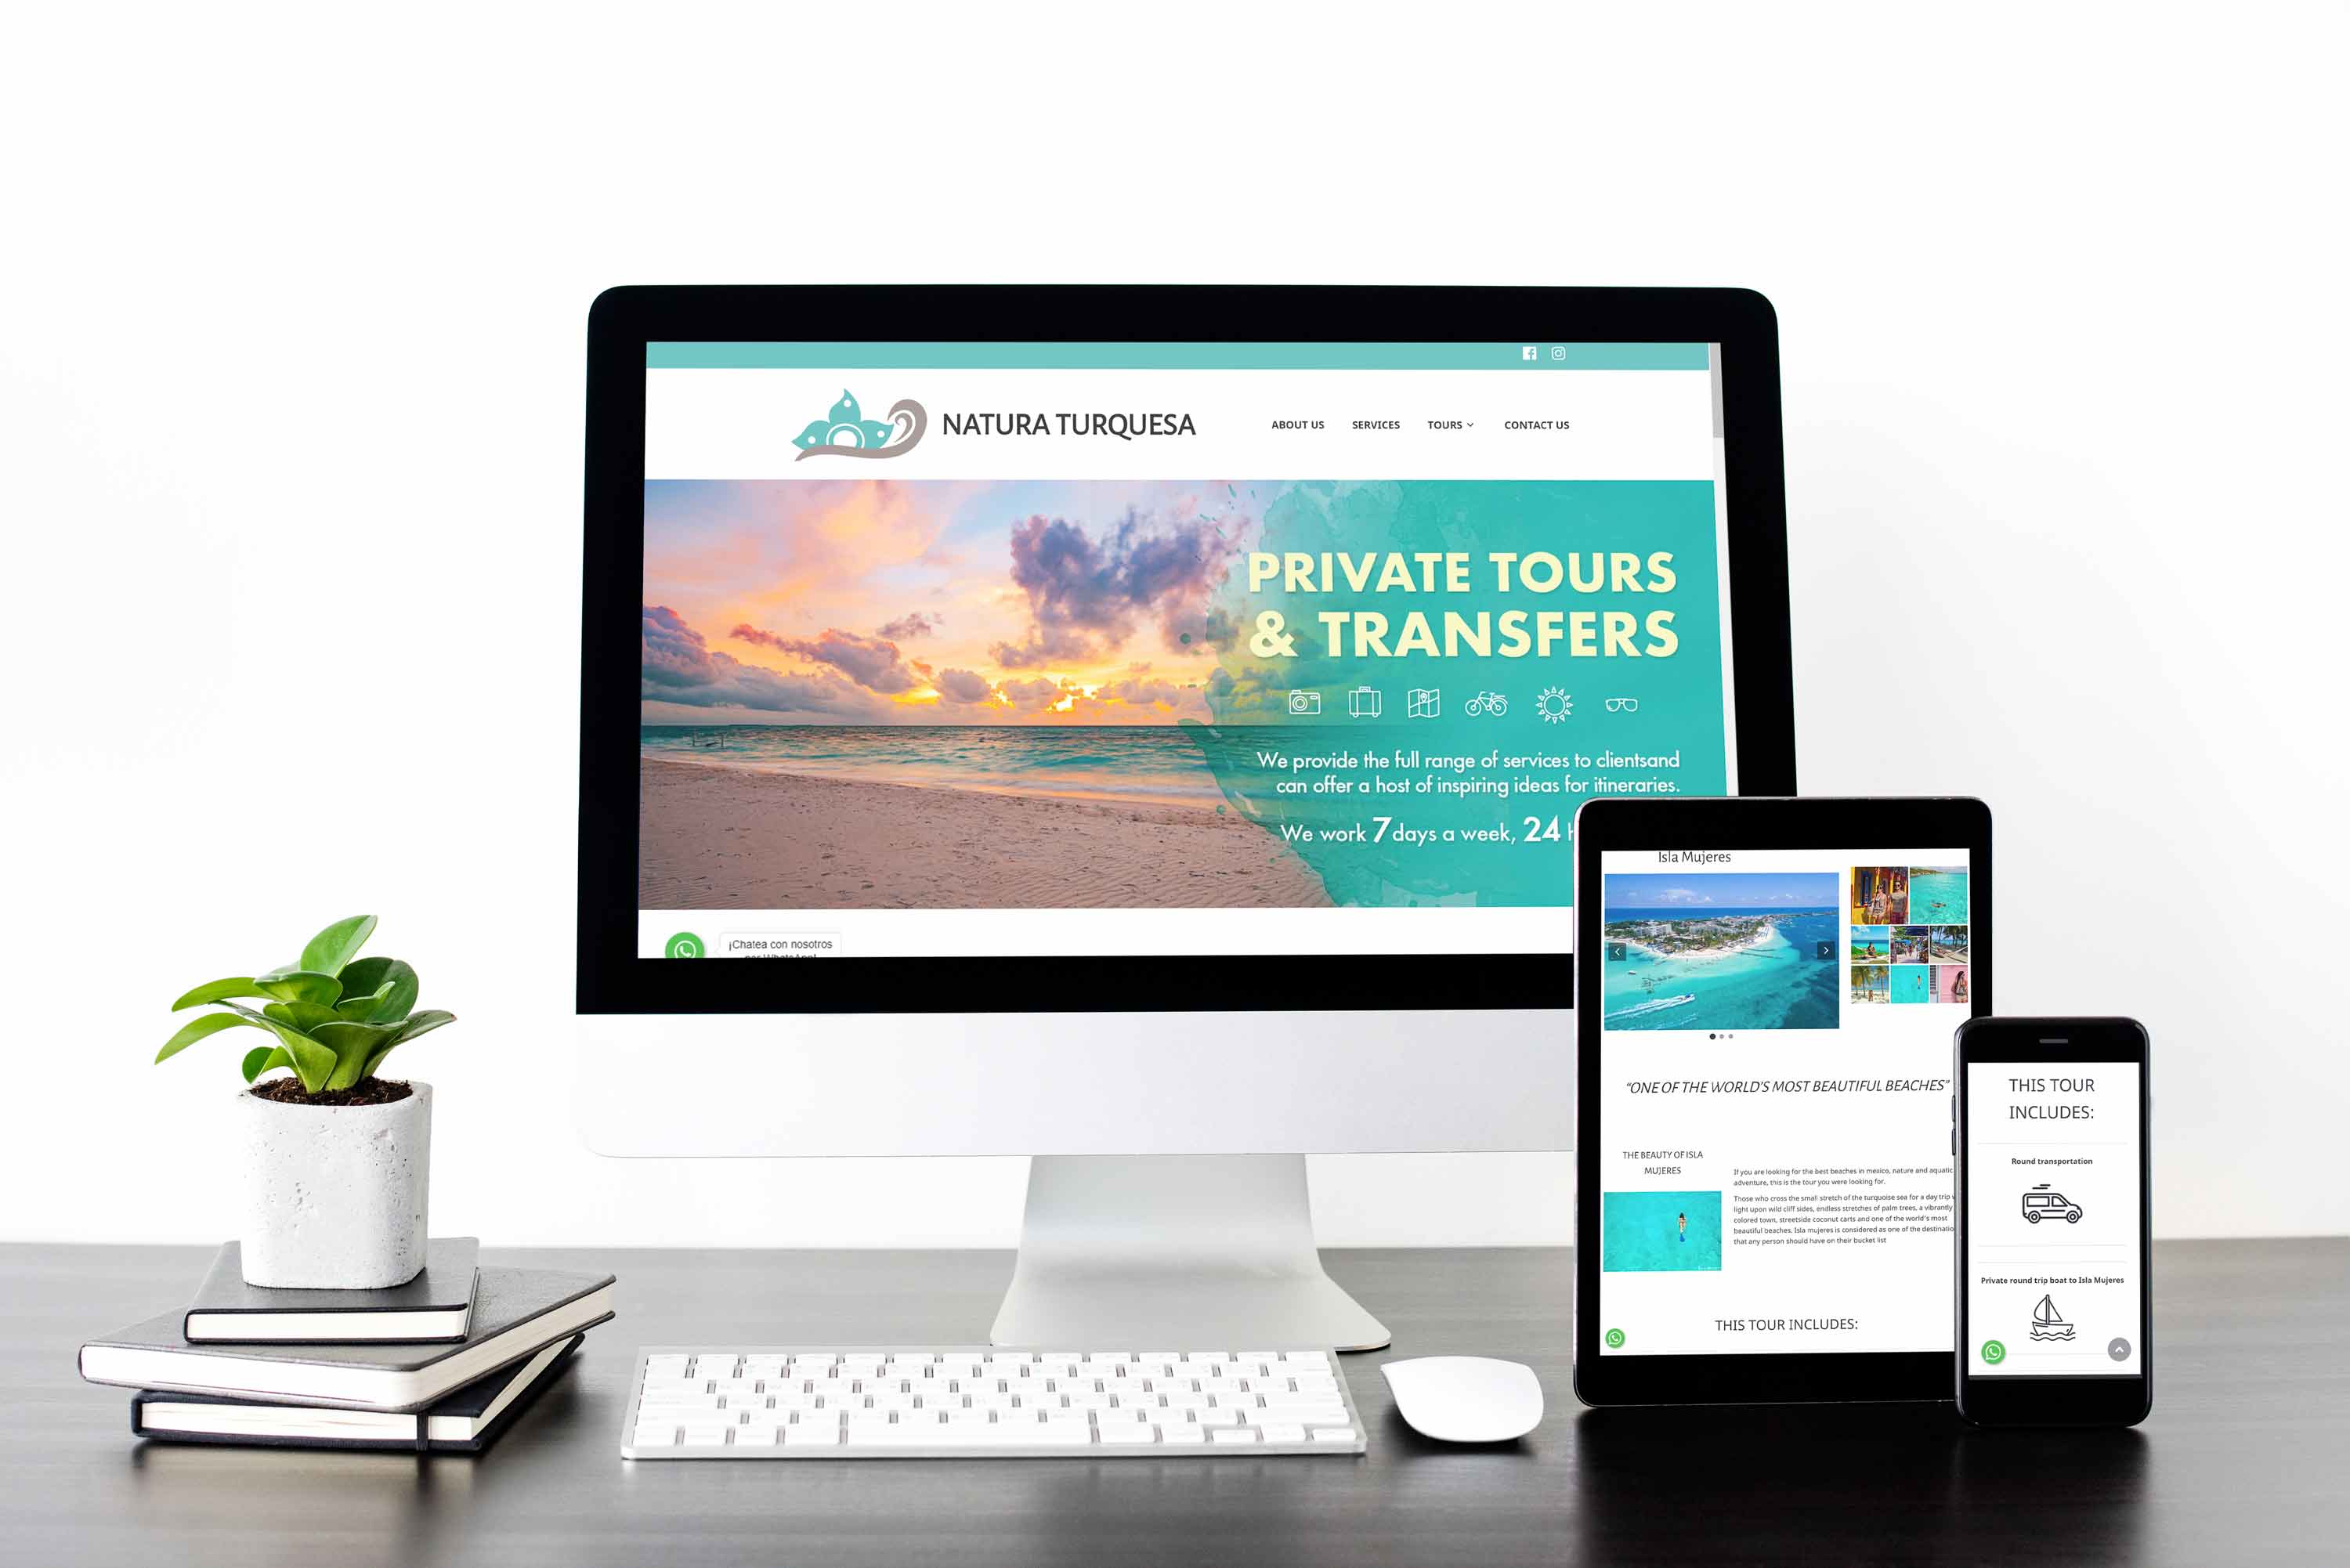 NATURA TURQUESA
ABOUT US
SERVICES
TOURS
CONTACT US
PRIVATE TOURS
& TRANSFERS
We provide the full range of services to clientsand
can offer a host of inspiring ideas for itineraries.
We work 7 days a week, 24
¡Chatea con nosotros
por WhatsApp!
Isla Mujeres
"ONE OF THE WORLD'S MOST BEAUTIFUL BEACHES"
THE BEAUTY OF ISLA
MUJERES
If you are looking for the best beaches in mexico, nature and aquatic
adventure, this is the tour you were looking for.
Those who cross the small stretch of the turquoise sea for a day trip
light upon wild cliff sides, endless stretches of palm trees, a vibrantly
colored town, streetside coconut carts and one of the world's most
beautiful beaches. Isla mujeres is considered as one of the
that any person should have on their bucket list
THIS TOUR INCLUDES:
THIS TOUR
INCLUDES:
Round transportation
Private round trip boat to Isla Mujeres